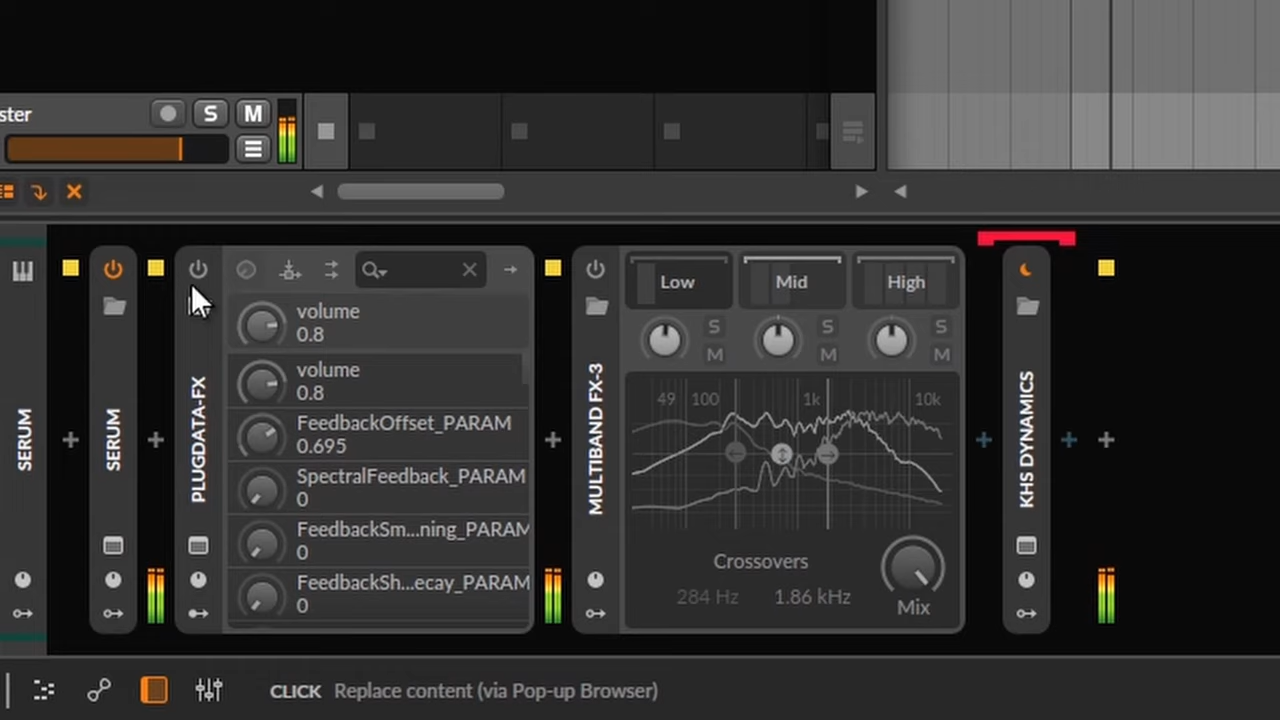 ster
S
M
SERUM
SERUM
PLUGDATA-FX
volume
0.8
volume
0.8
FeedbackOffset_PARAM
0.695
SpectralFeedback_PARAM
0
FeedbackSm...ning_PARAM
0
FeedbackSh...ecay_PARAM
0
MULTIBAND FX-3
Low
Mid
High
S
S
S
M
M
M
49
100
1k
10k
Crossovers
284 Hz
1.86 kHz
Mix
KHS DYNAMICS
CLICK Replace content (via Pop-up Browser)